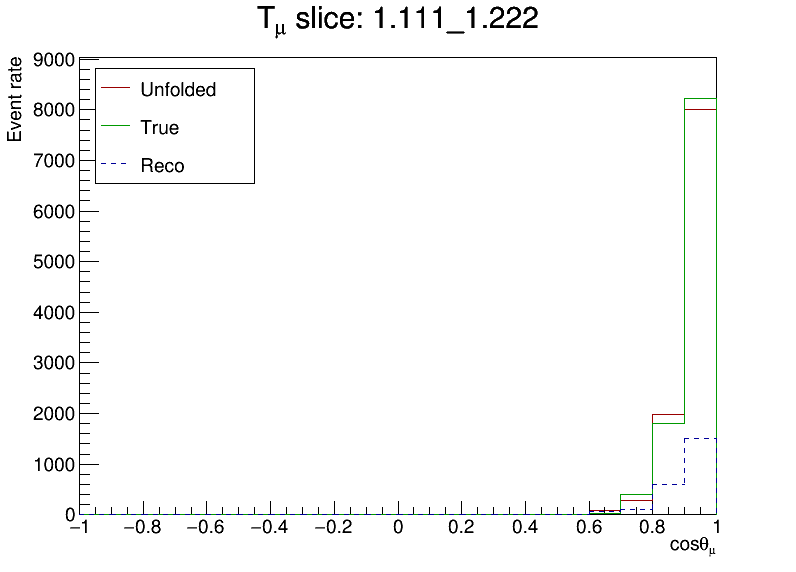 Tμ slice: 1.111_1.222
Event rate
9000
8000
7000
6000
5000
4000
3000
2000
1000
0
Unfolded
True
Reco
−1 −0.8 −0.6 −0.4 −0.2 0 0.2 0.4 0.6 0.8 1
cosθμ